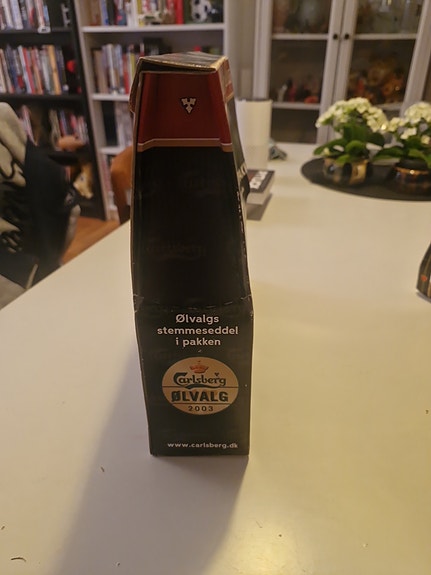 Ølvalgs
stemmeseddel
i pakken
Carlsberg
ØLVALG
2003
www.carlsberg.dk